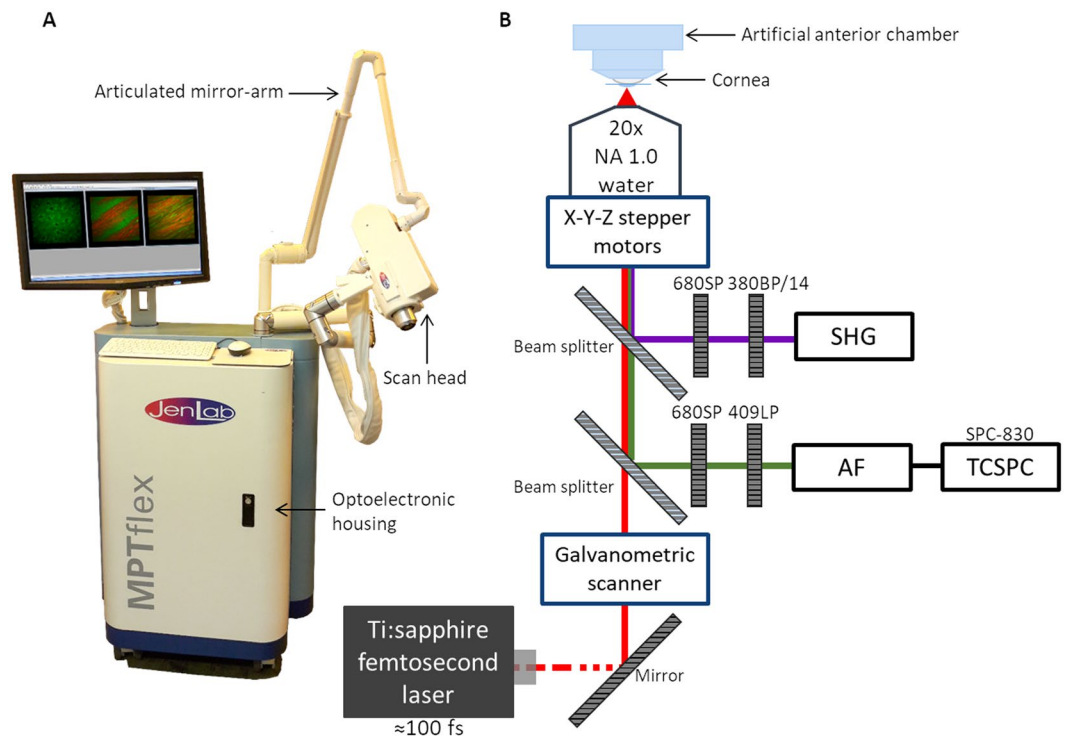 A
Articulated mirror-arm
Scan head
JenLab
Optoelectronic
housing
MPTflex
B
Artificial anterior chamber
Cornea
20x
NA 1.0
water
X-Y-Z stepper
motors
680SP 380BP/14
SHG
Beam splitter
680SP 409LP
SPC-830
AF
TCSPC
Beam splitter
Galvanometric
scanner
Ti:sapphire
femtosecond
laser
≈100 fs
Mirror